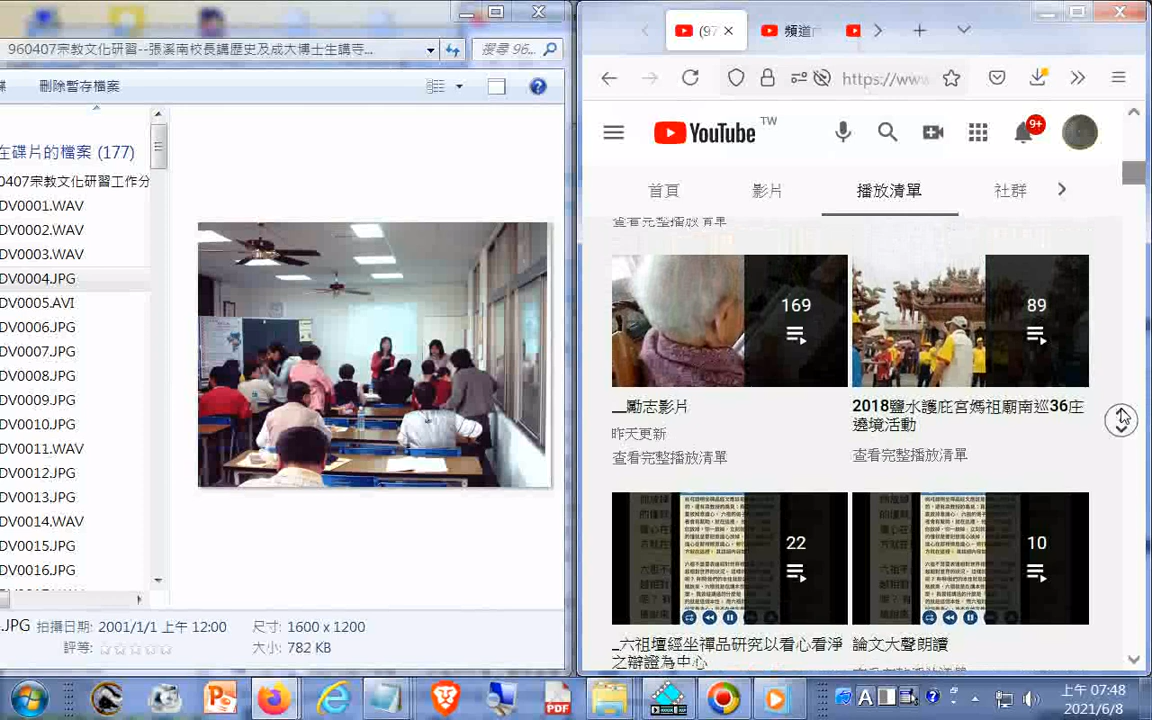 960407宗教文化研習--張溪南校長講歷史及成大博士生講寺...
搜尋 96...
刪除暫存檔案
在碟片的檔案 (177)
0407宗教文化研習工作分
DV0001.WAV
DV0002.WAV
DV0003.WAV
DV0004.JPG
DV0005.AVI
DV0006.JPG
DV0007.JPG
DV0008.JPG
DV0009.JPG
DV0010.JPG
DV0011.WAV
DV0012.JPG
DV0013.JPG
DV0014.WAV
DV0015.JPG
DV0016.JPG
.JPG 拍攝日期: 2001/1/1 上午 12:00 尺寸: 1600 x 1200
評等: 大小: 782 KB
(97
頻道
https://www
YouTube TW
9+
首頁 影片 播放清單 社群
查看完整播放清單
169
__勵志影片
昨天更新
查看完整播放清單
89
2018鹽水護庇宮媽祖廟南巡36庄
遶境活動
查看完整播放清單
22
_六祖壇經坐禪品研究以看心看淨
之辯證為中心
10
論文大聲朗讀
查看完整播放清單
PDF
A
上午 07:48
2021/6/8